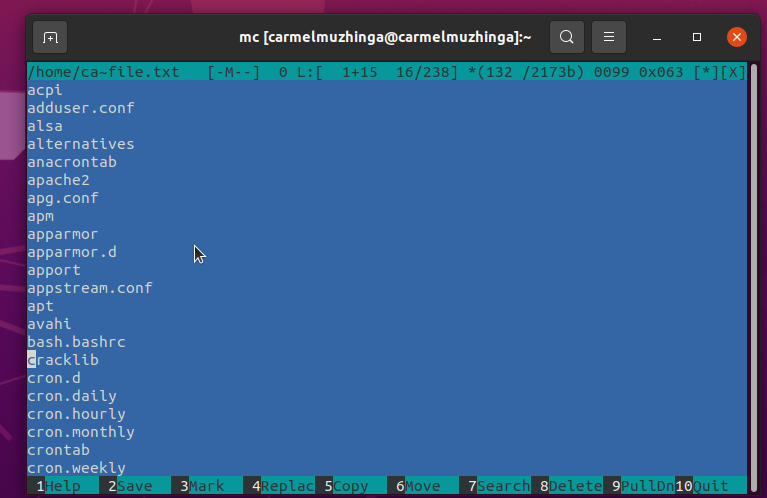 mc [carmelmuzhinga@carmelmuzhinga]:~
/home/ca~file.txt   [-M--]  0 L:[  1+15  16/238] *(132 /2173b) 0099 0x063 [*][X]
acpi
adduser.conf
alsa
alternatives
anacrontab
apache2
apg.conf
apm
apparmor
apparmor.d
apport
appstream.conf
apt
avahi
bash.bashrc
cracklib
cron.d
cron.daily
cron.hourly
cron.monthly
crontab
cron.weekly
1Help  2Save  3Mark  4Replac 5Copy  6Move  7Search 8Delete 9PullDn10Quit